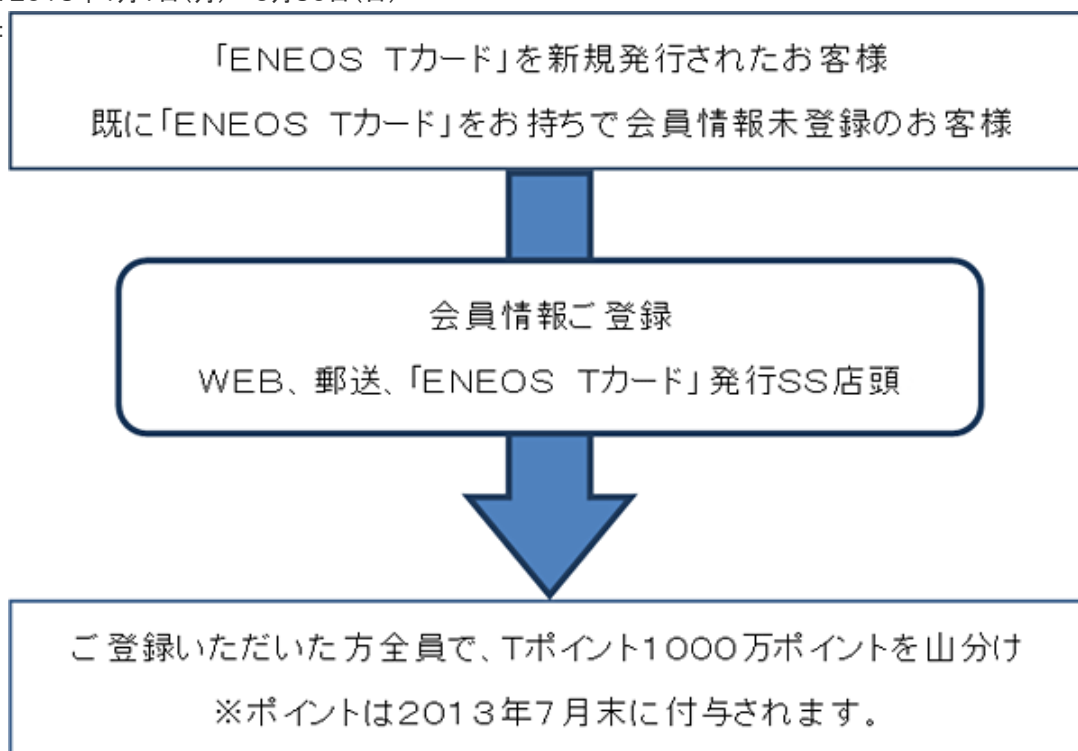 「ENEOS Tカード」を新規発行されたお客様
既に「ENEOS Tカード」をお持ちで会員情報未登録のお客様
会員情報ご登録
WEB、郵送、「ENEOS Tカード」発行SS店頭
ご登録いただいた方全員で、Tポイント1000万ポイントを山分け
※ポイントは2013年7月末に付与されます。